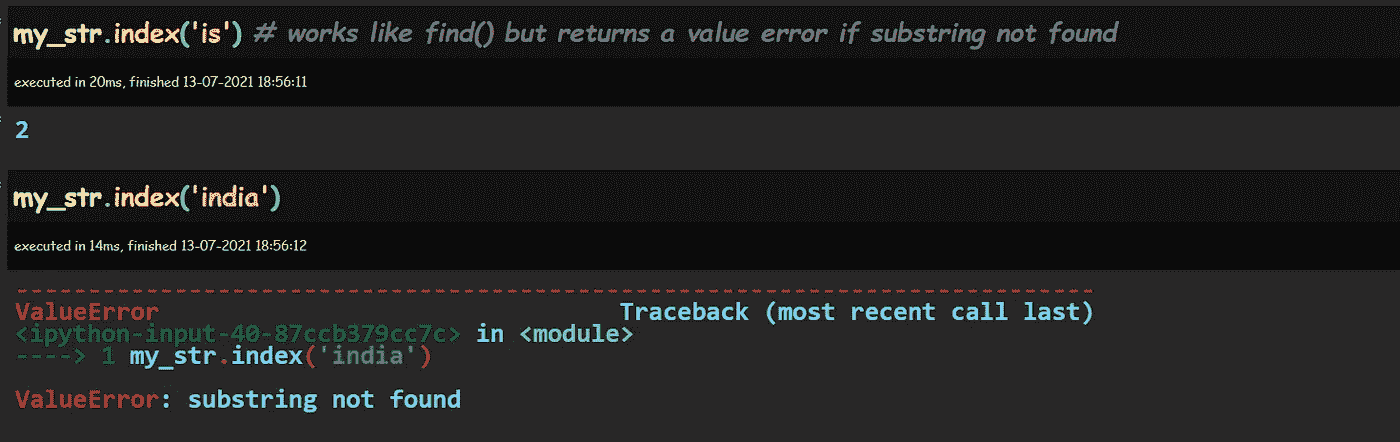 my_str.index('is') # works like find() but returns a value error if substring not found
executed in 20ms, finished 13-07-2021 18:56:11
2
my_str.index('india')
executed in 14ms, finished 13-07-2021 18:56:12
---------------------------------------------------------------------------
ValueError                                Traceback (most recent call last)
<ipython-input-40-87ccb379cc7c> in <module>
----> 1 my_str.index('india')
ValueError: substring not found